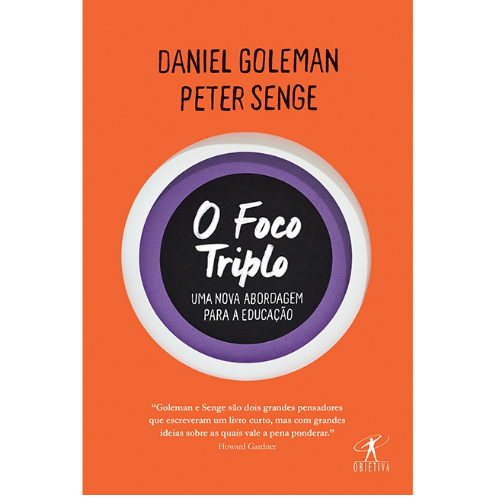 DANIEL GOLEMAN
PETER SENGE
O Foco
Triplo
UMA NOVA ABORDAGEM
PARA A EDUCAÇÃO
“Goleman e Senge são dois grandes pensadores
que escreveram um livro curto, mas com grandes
ideias sobre as quais vale a pena ponderar.”
Howard Gardner
OBJETIVA